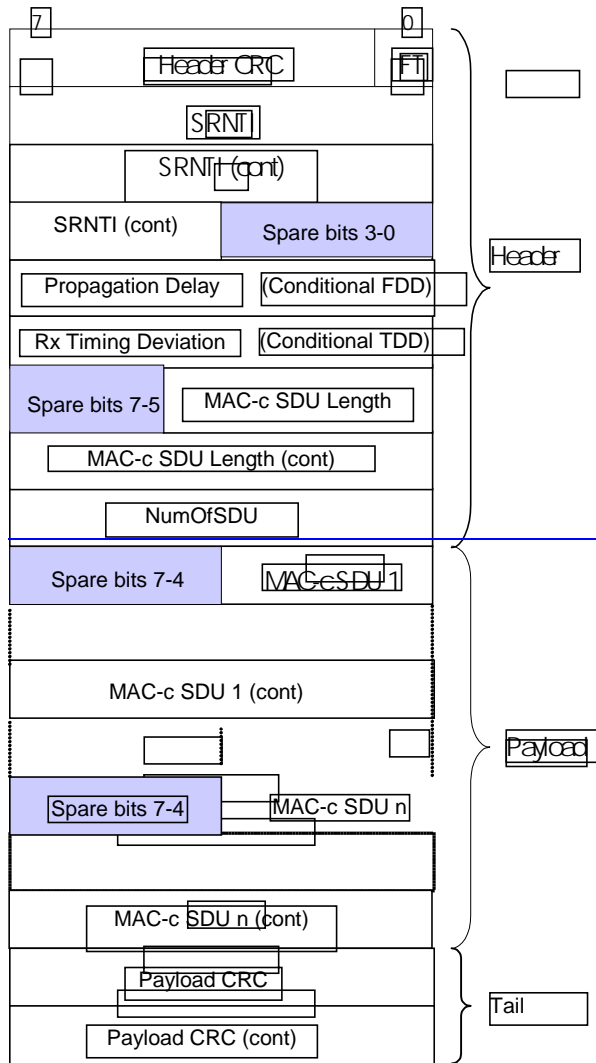 7 0
Header CRC FT
SRNTI
SRNTI (cont)
SRNTI (cont) Spare bits 3-0
Header
Propagation Delay (Conditional FDD)
Rx Timing Deviation (Conditional TDD)
Spare bits 7-5 MAC-c SDU Length
MAC-c SDU Length (cont)
NumOfSDU
Spare bits 7-4 MAC-c SDU 1
MAC-c SDU 1 (cont)
Payload
Spare bits 7-4 MAC-c SDU n
MAC-c SDU n (cont)
Payload CRC
Tail
Payload CRC (cont)